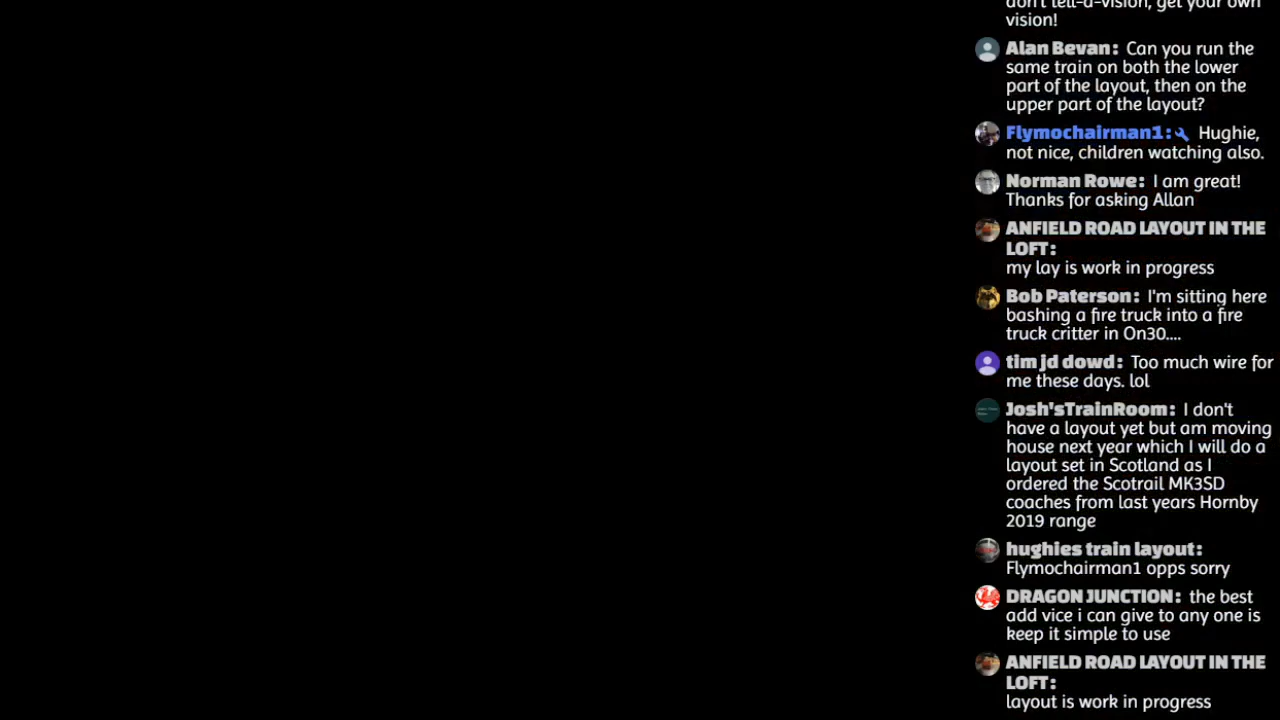 don't tell-a-vision, get your own
vision!
Alan Bevan: Can you run the
same train on both the lower
part of the layout, then on the
upper part of the layout?
Flymochairman1: Hughie,
not nice, children watching also.
Norman Rowe: I am great!
Thanks for asking Allan
ANFIELD ROAD LAYOUT IN THE
LOFT:
my lay is work in progress
Bob Paterson: I'm sitting here
bashing a fire truck into a fire
truck critter in On30....
tim jd dowd: Too much wire for
me these days. lol
Josh'sTrainRoom: I don't
have a layout yet but am moving
house next year which I will do a
layout set in Scotland as I
ordered the Scotrail MK3SD
coaches from last years Hornby
2019 range
hughies train layout:
Flymochairman1 opps sorry
DRAGON JUNCTION: the best
add vice i can give to any one is
keep it simple to use
ANFIELD ROAD LAYOUT IN THE
LOFT:
layout is work in progress